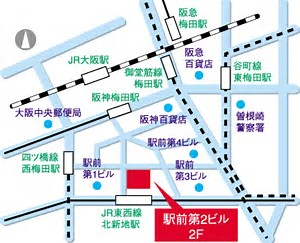 阪急
梅田駅
JR大阪駅
御堂筋線
梅田駅
阪急
百貨店
谷町線
東梅田駅
大阪中央郵便局
阪神梅田駅
阪神百貨店
曽根崎
警察署
四ツ橋線
西梅田駅
駅前
第1ビル
駅前第4ビル
駅前
第3ビル
JR東西線
北新地駅
駅前第2ビル
2F